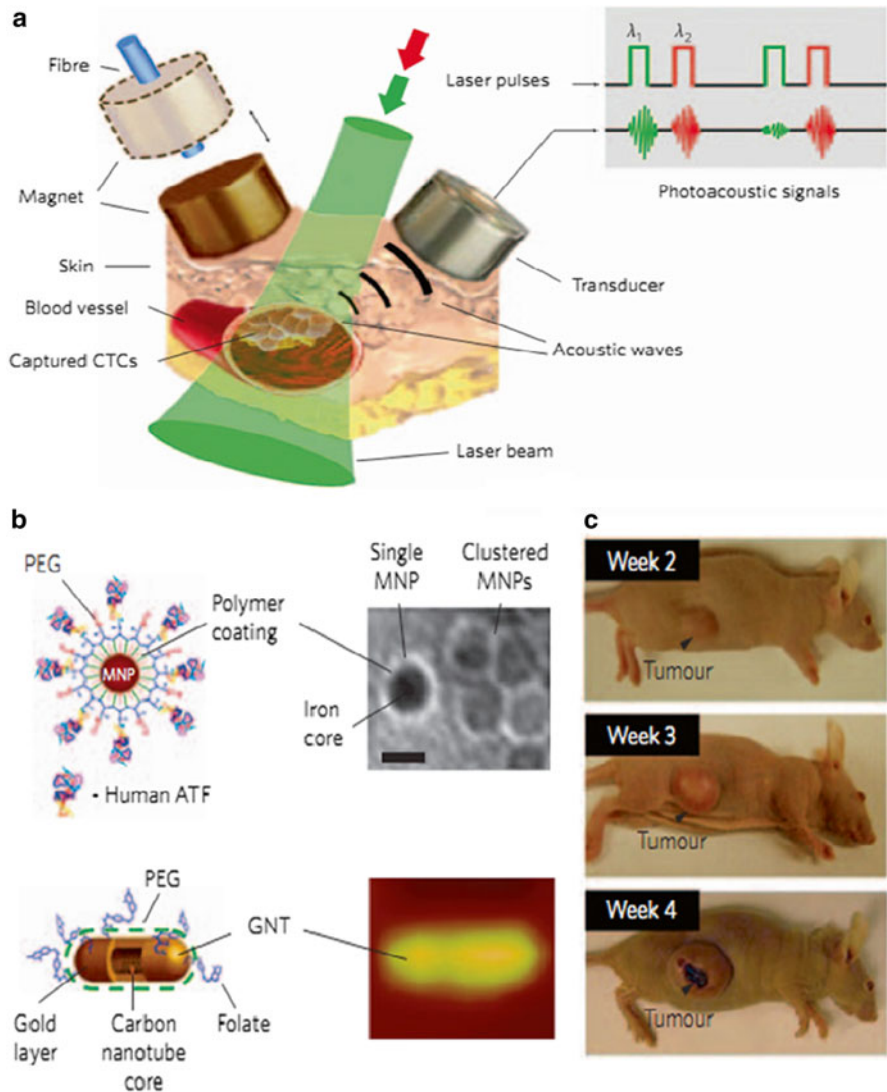 a
Fibre
Magnet
Skin
Blood vessel
Captured CTCs
Laser pulses
λ1
λ2
Photoacoustic signals
Transducer
Acoustic waves
Laser beam
b
PEG
Polymer
coating
MNP
- Human ATF
Single
MNP
Clustered
MNPs
Iron
core
PEG
GNT
Gold
layer
Carbon
nanotube
core
Folate
c
Week 2
Tumour
Week 3
Tumour
Week 4
Tumour